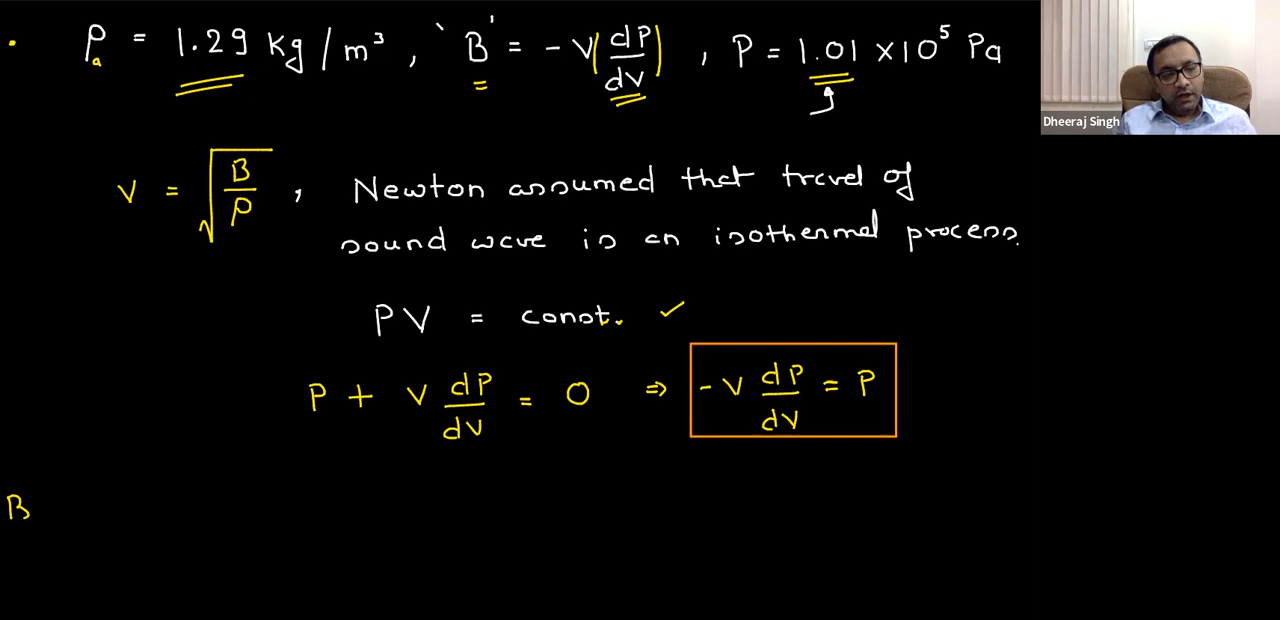 • ρₐ = 1.29 kg/m³, 'B' = - V(dP/dV), P = 1.01 × 10⁵ Pa
Dheeraj Singh
V = √(B/ρ), Newton assumed that travel of
sound wave is an isothermal process.
PV = const. ✓
P + V dP/dV = 0 ⇒ - V dP/dV = P
B